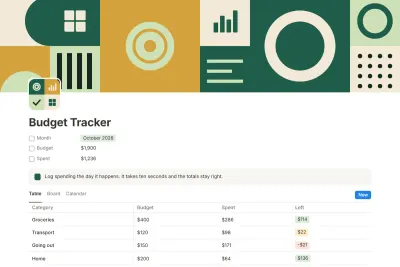 Budget Tracker
Month October 2026
Budget $1,900
Spent $1,236
Log spending the day it happens. It takes ten seconds and the totals stay right.
Table Board Calendar New
Category Budget Spent Left
Groceries $400 $286 $114
Transport $120 $98 $22
Going out $150 $171 -$21
Home $200 $64 $136